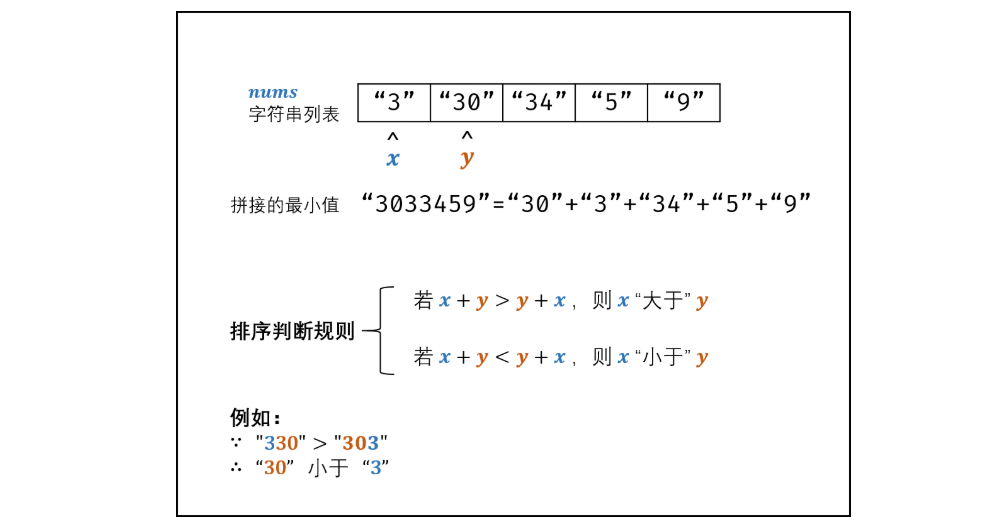 nums
字符串列表 “3” “30” “34” “5” “9”
^ ^
x y
拼接的最小值 “3033459”=“30”+“3”+“34”+“5”+“9”
若 x + y > y + x , 则 x “大于” y
排序判断规则
若 x + y < y + x , 则 x “小于” y
例如:
∵ "330" > "303"
∴ “30” 小于 “3”